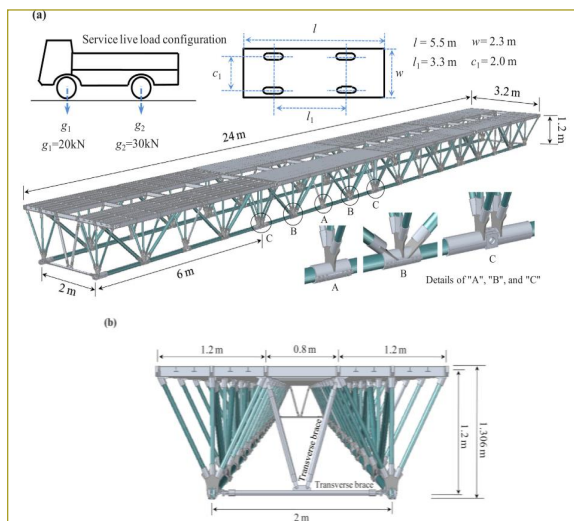 (a)
Service live load configuration
g1
g2
g1=20kN
g2=30kN
l
c1
w
l1
l = 5.5 m w = 2.3 m
l1=3.3 m c1= 2.0 m
24 m
3.2 m
1.2 m
C
B
A
B
C
6 m
2 m
A
B
C
Details of "A", "B", and "C"
(b)
1.2 m
0.8 m
1.2 m
Transverse brace
Transverse brace
1.2 m
1.306 m
2 m